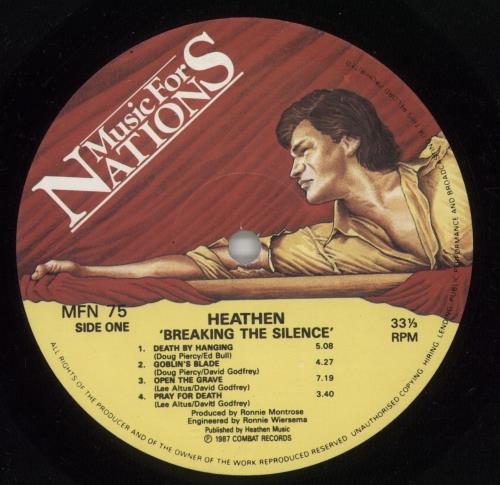 Music For
NATIONS
MFN 75
SIDE ONE
HEATHEN
'BREAKING THE SILENCE'
33⅓
RPM
1. DEATH BY HANGING 5.08
(Doug Piercy/Ed Bull)
2. GOBLIN'S BLADE 4.27
(Doug Piercy/David Godfrey)
3. OPEN THE GRAVE 7.19
(Lee Altus/David Godfrey)
4. PRAY FOR DEATH 3.40
(Lee Altus/David Godfrey)
Produced by Ronnie Montrose
Engineered by Ronnie Wiersema
Published by Heathen Music
℗ 1987 COMBAT RECORDS
ALL RIGHTS OF THE PRODUCER AND OF THE OWNER OF THE WORK REPRODUCED RESERVED UNAUTHORISED COPYING HIRING LENDING PUBLIC PERFORMANCE AND BROADCASTING OF THIS RECORD PROHIBITED